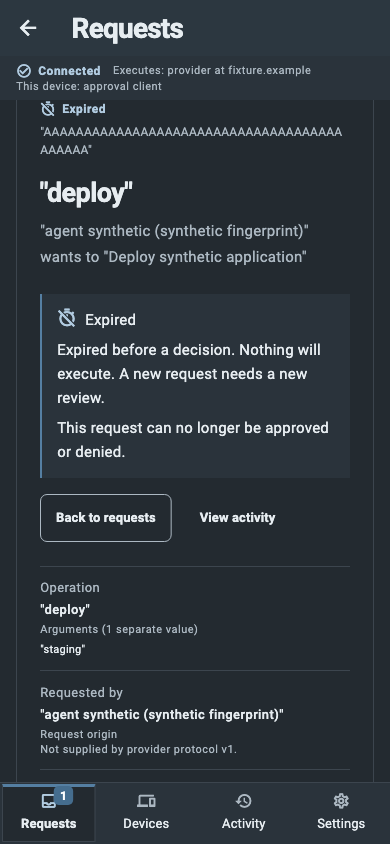 Requests
Connected Executes: provider at fixture.example
This device: approval client
Expired
"AAAAAAAAAAAAAAAAAAAAAAAAAAAAAAAAAAAAA
AAAAAA"
"deploy"
"agent synthetic (synthetic fingerprint)"
wants to "Deploy synthetic application"
Expired
Expired before a decision. Nothing will
execute. A new request needs a new
review.
This request can no longer be approved
or denied.
Back to requests View activity
Operation
"deploy"
Arguments (1 separate value)
"staging"
Requested by
"agent synthetic (synthetic fingerprint)"
Request origin
Not supplied by provider protocol v1.
1
Requests Devices Activity Settings